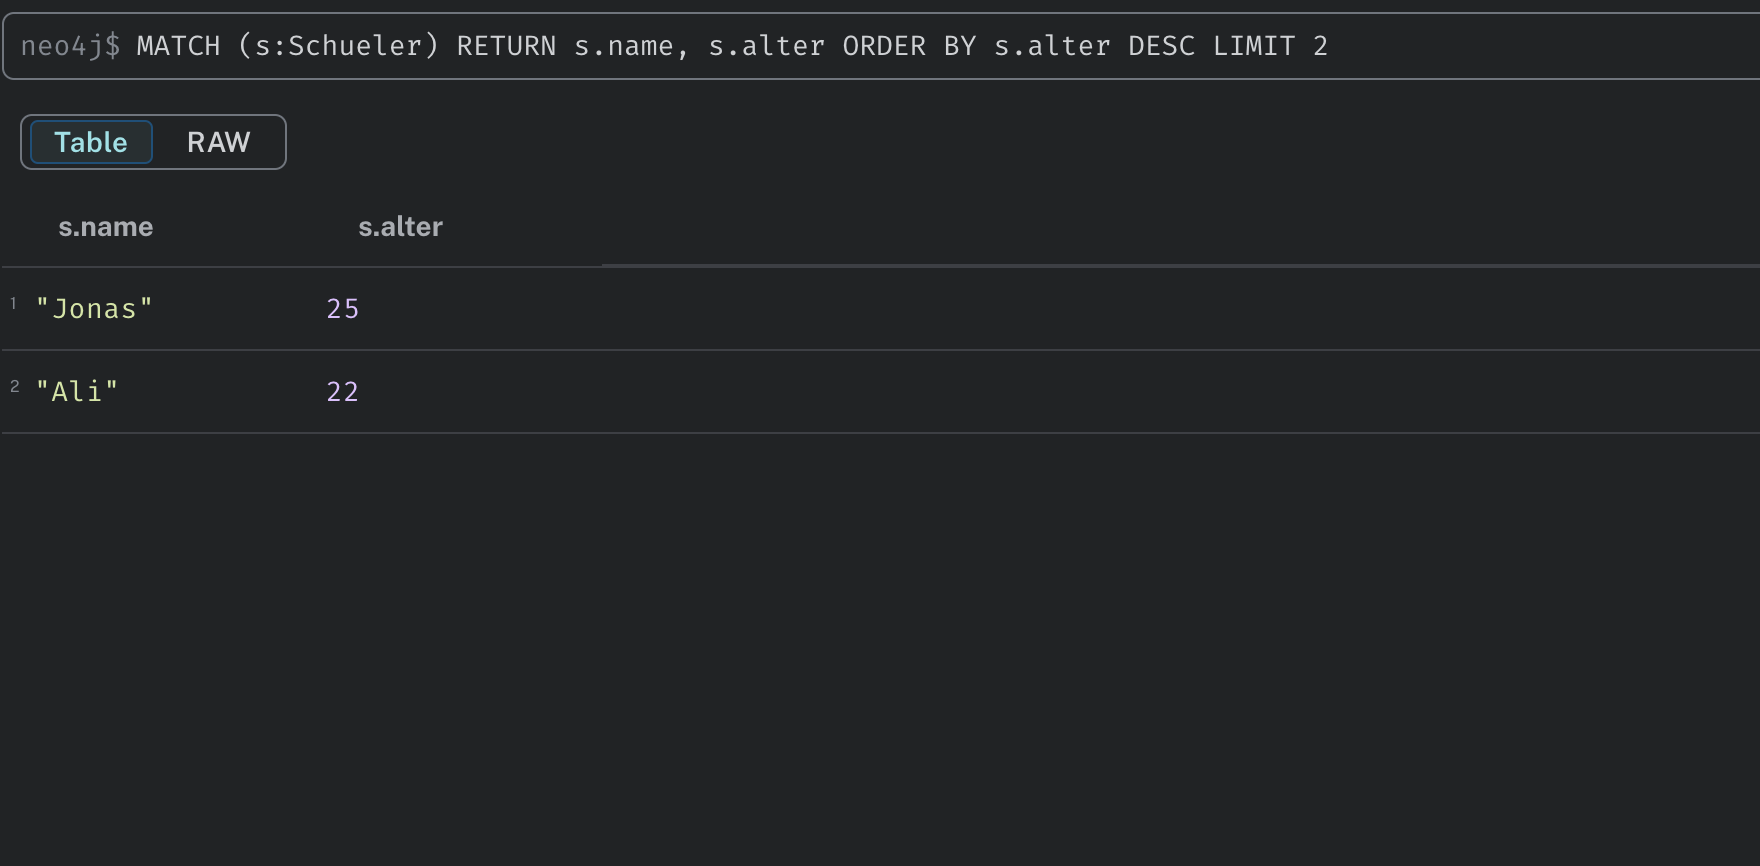 neo4j$ MATCH (s:Schueler) RETURN s.name, s.alter ORDER BY s.alter DESC LIMIT 2
Table RAW
s.name s.alter
1 "Jonas" 25
2 "Ali" 22